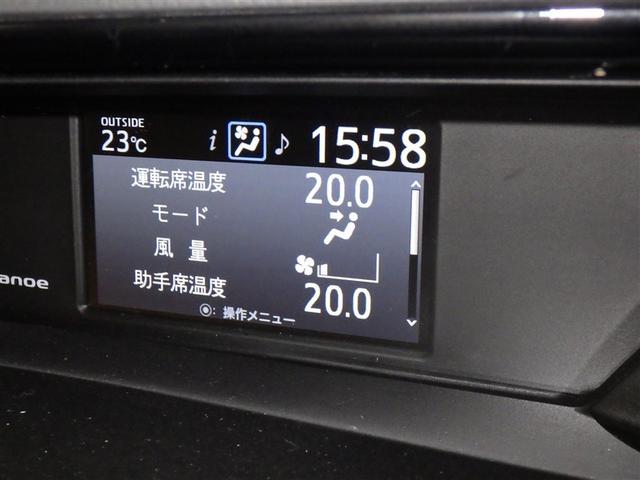 OUTSIDE
23℃ i ♪ 15:58
運転席温度 20.0
モード
風量
助手席温度 20.0
anoe
◉: 操作メニュー